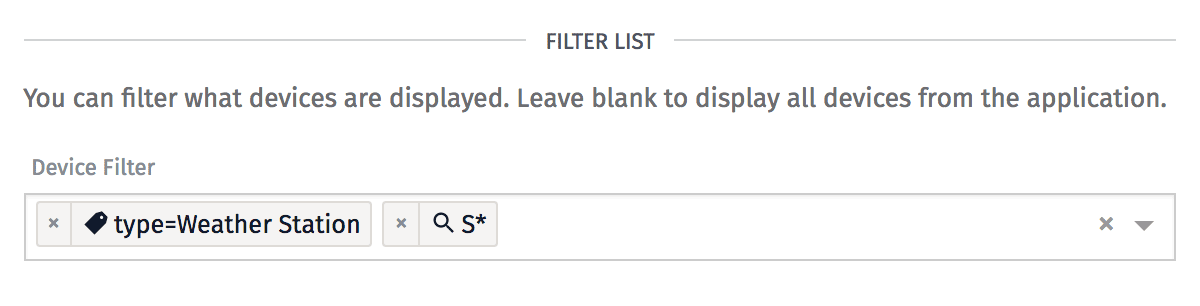 FILTER LIST
You can filter what devices are displayed. Leave blank to display all devices from the application.
Device Filter
× type=Weather Station × S* ×